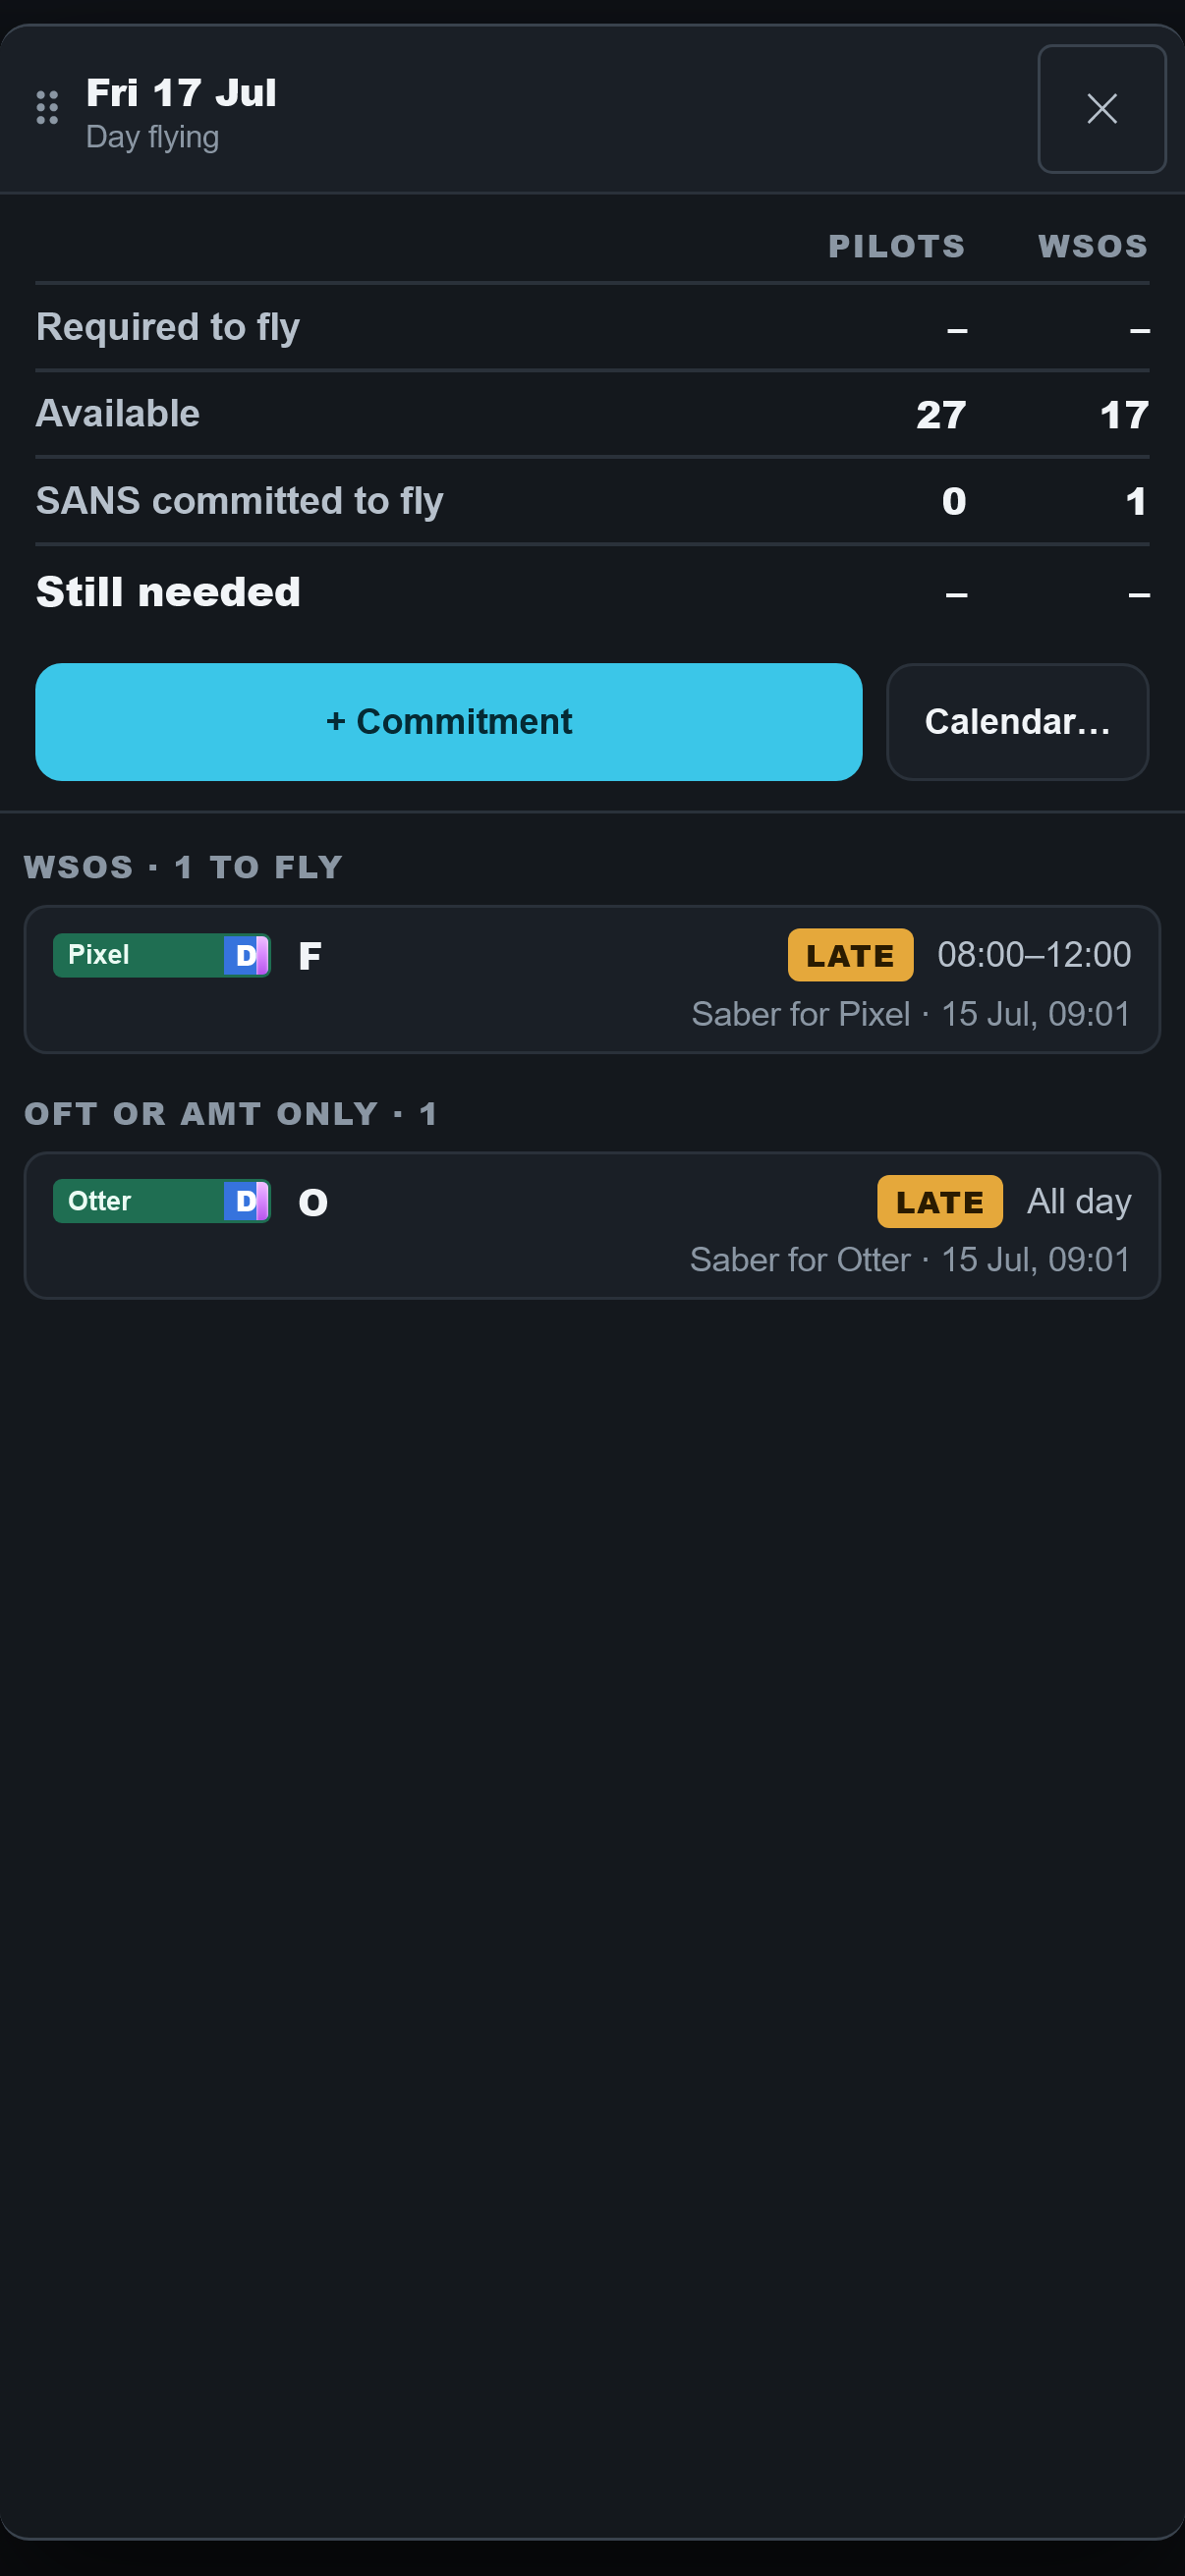 Fri 17 Jul
Day flying
PILOTS WSOS
Required to fly – –
Available 27 17
SANS committed to fly 0 1
Still needed – –
+ Commitment Calendar…
WSOS · 1 TO FLY
Pixel D F LATE 08:00–12:00
Saber for Pixel · 15 Jul, 09:01
OFT OR AMT ONLY · 1
Otter D O LATE All day
Saber for Otter · 15 Jul, 09:01